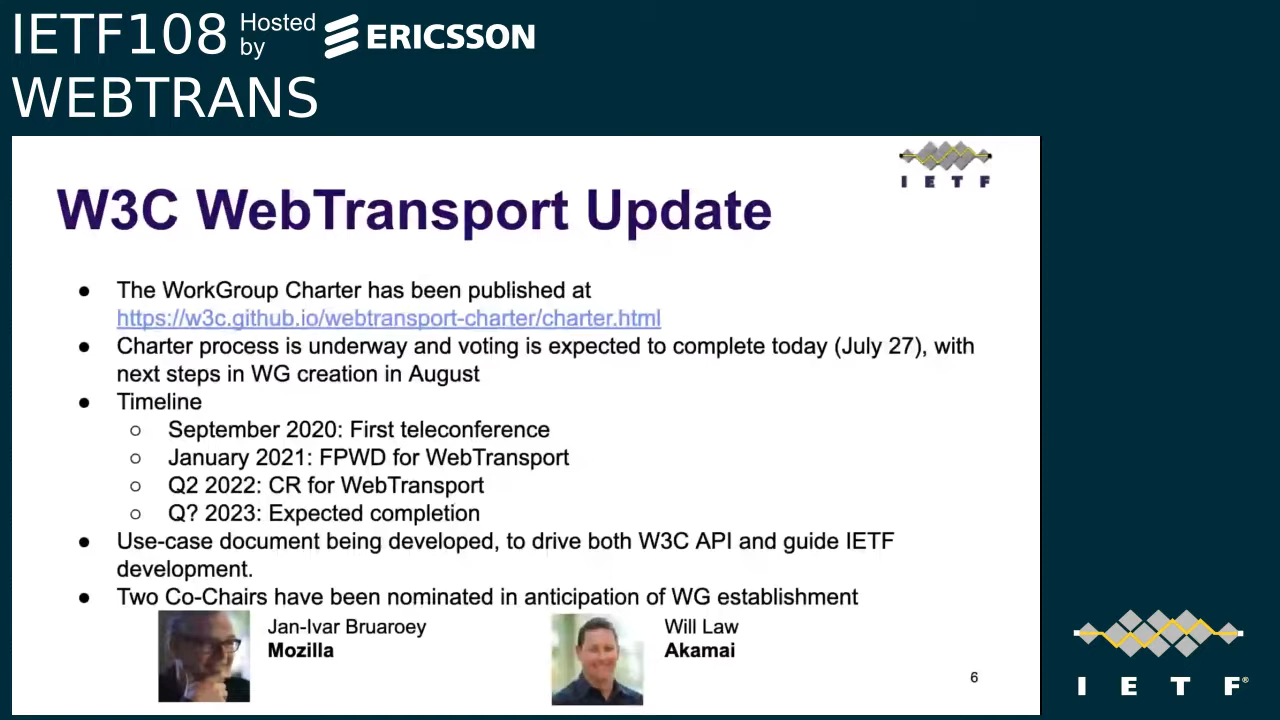 IETF108 Hosted by ERICSSON
WEBTRANS
I E T F
W3C WebTransport Update
● The WorkGroup Charter has been published at
https://w3c.github.io/webtransport-charter/charter.html
● Charter process is underway and voting is expected to complete today (July 27), with
next steps in WG creation in August
● Timeline
○ September 2020: First teleconference
○ January 2021: FPWD for WebTransport
○ Q2 2022: CR for WebTransport
○ Q? 2023: Expected completion
● Use-case document being developed, to drive both W3C API and guide IETF
development.
● Two Co-Chairs have been nominated in anticipation of WG establishment
Jan-Ivar Bruaroey
Mozilla
Will Law
Akamai
6
I E T F®